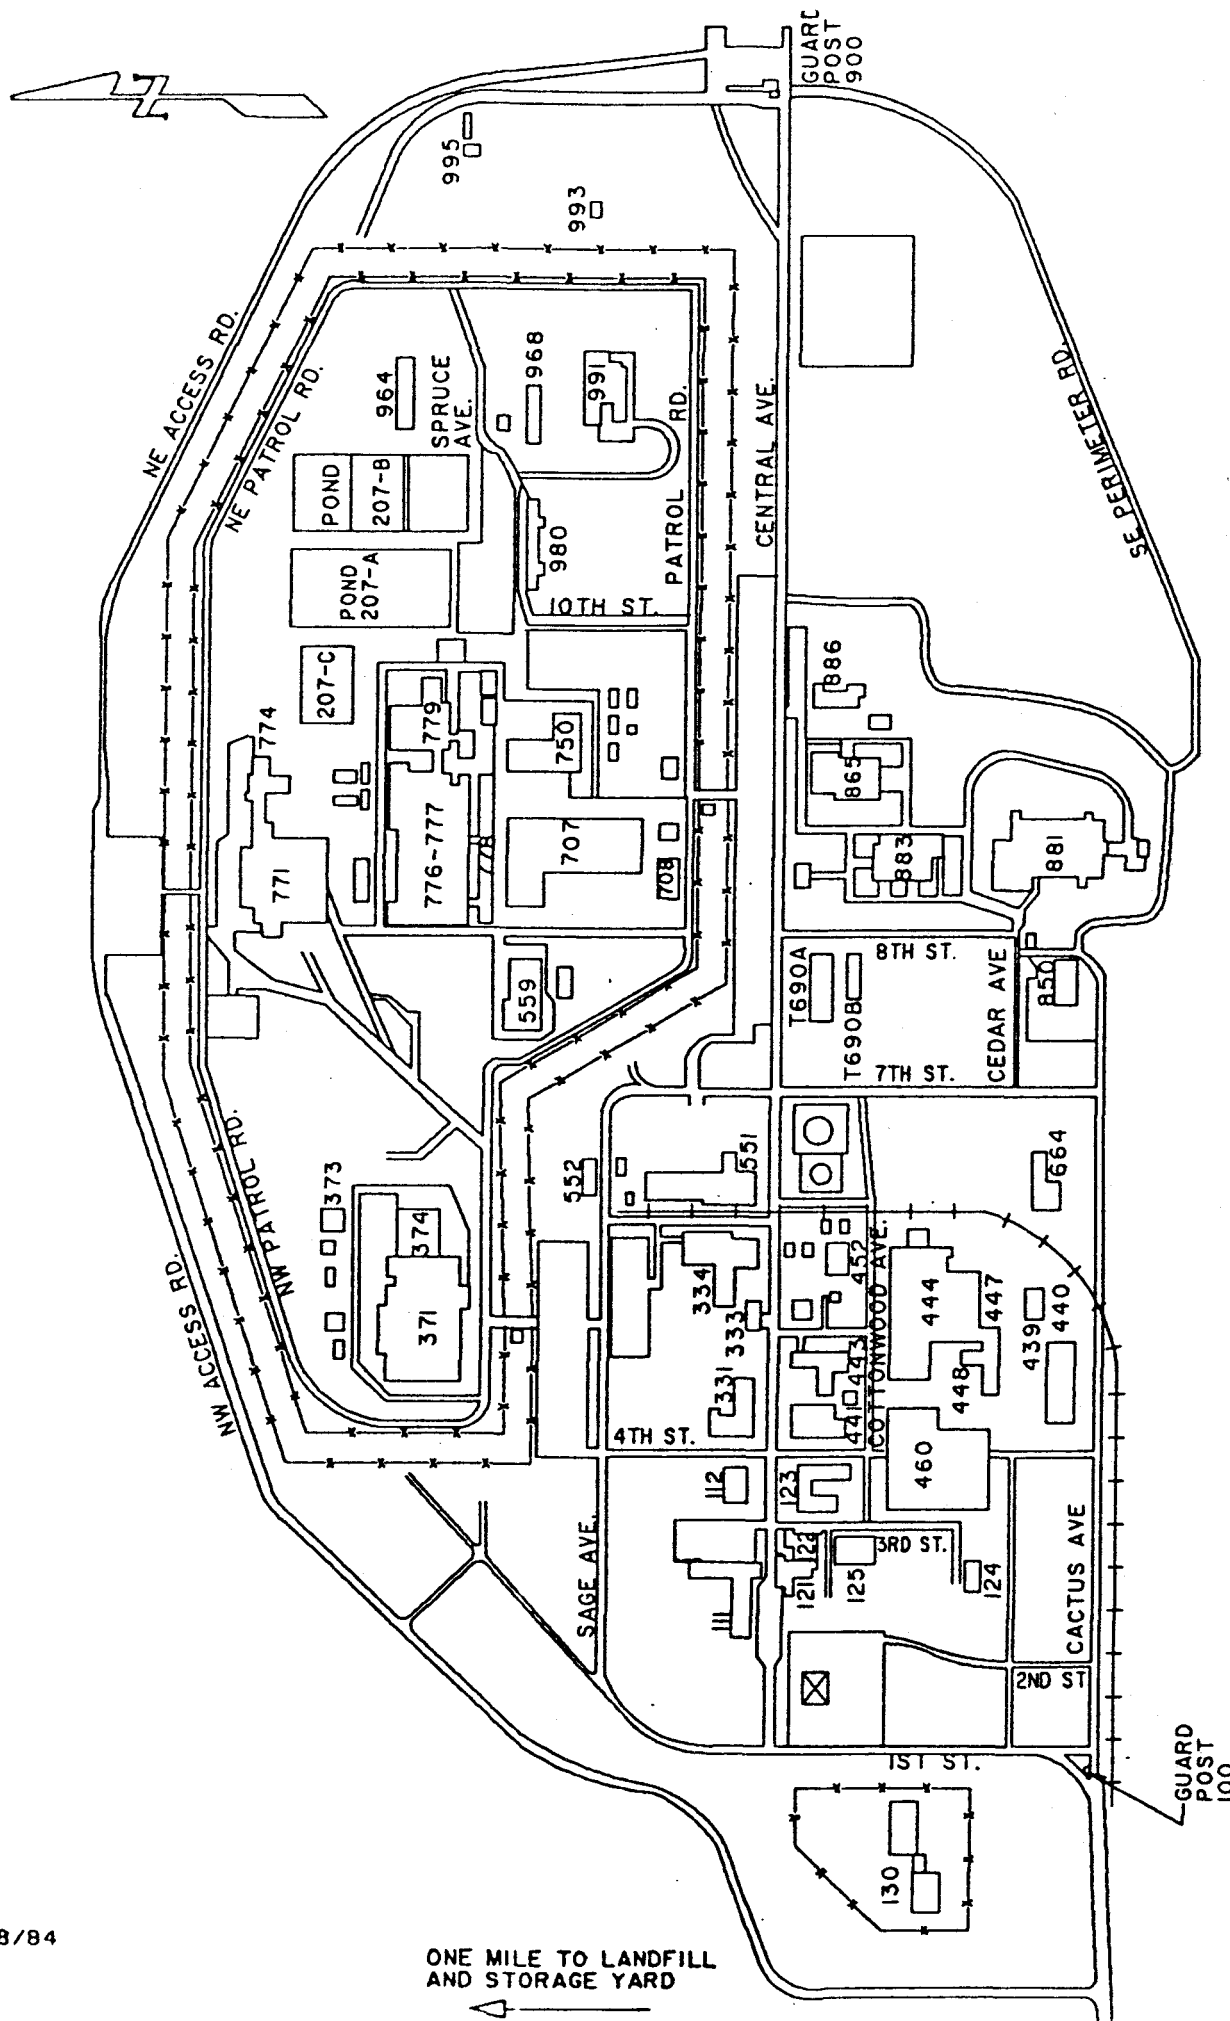 GUARD
POST
900
995
993
NE ACCESS RD.
NE PATROL RD.
964
SPRUCE
AVE.
968
991
PATROL
RD.
CENTRAL AVE.
SE PERIMETER RD.
POND
207-B
POND
207-A
980
10TH ST.
207-C
774
771
779
776-777
778
750
707
708
886
865
883
881
559
T690A
T690B
8TH ST.
7TH ST.
CEDAR AVE
850
NW PATROL RD.
NW ACCESS RD.
373
374
371
552
551
664
334
333
331
452
COTTONWOOD AVE.
443
441
444
447
448
439
440
460
4TH ST.
112
123
111
121
122
125
3RD ST.
124
SAGE AVE.
CACTUS AVE
2ND ST
1ST ST.
130
GUARD
POST
100
8/84
ONE MILE TO LANDFILL
AND STORAGE YARD